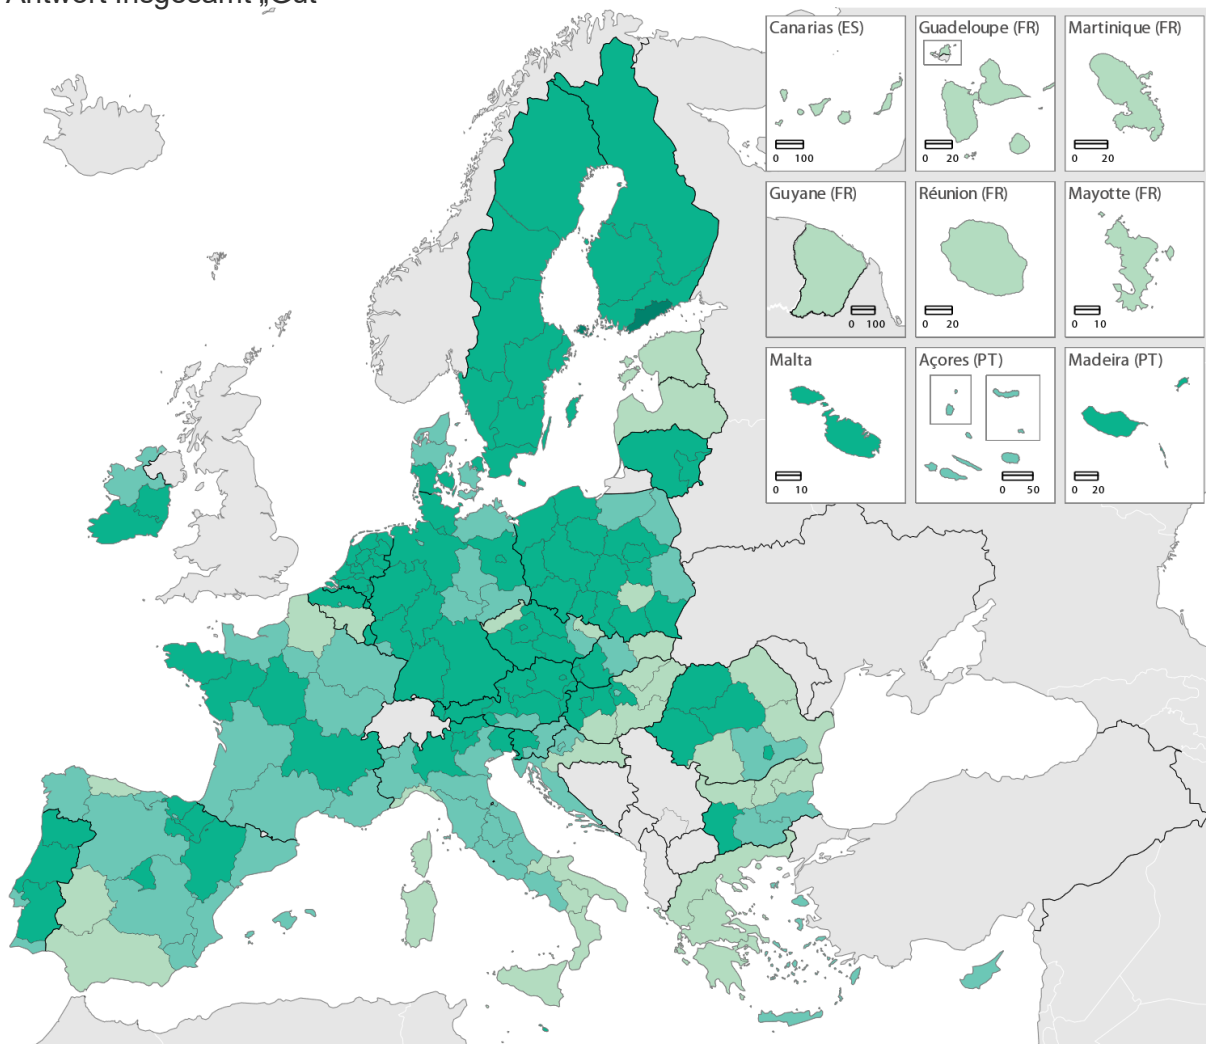 Antwort insgesamt „Gut“
Canarias (ES)
0 100
Guadeloupe (FR)
0 20
Martinique (FR)
0 20
Guyane (FR)
0 100
Réunion (FR)
0 20
Mayotte (FR)
0 10
Malta
0 10
Açores (PT)
0 50
Madeira (PT)
0 20